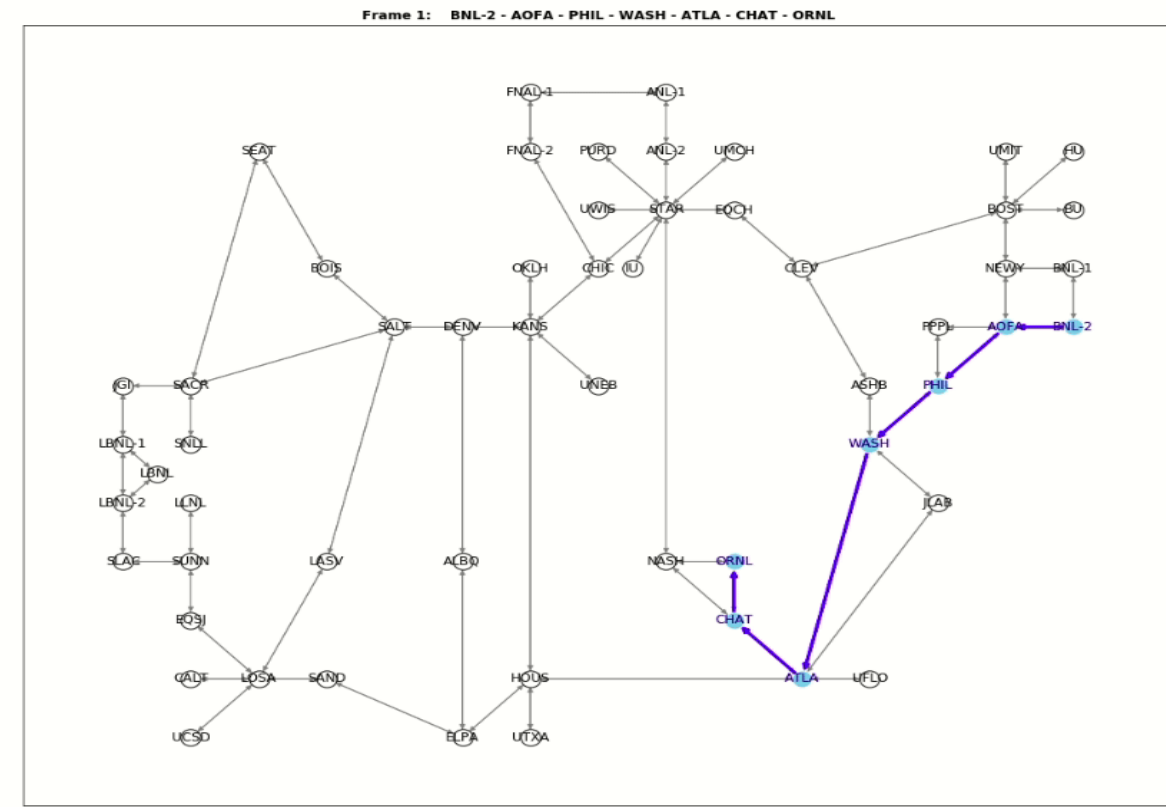 Frame 1: BNL-2 - AOFA - PHIL - WASH - ATLA - CHAT - ORNL
FNAL-1 ANL-1
SEAT FNAL-2 PURD ANL-2 UMCH UMIT HU
UWIS STAR EQCH BOST BU
BOIS OKLH CHIC IU CLEV NEWY BNL-1
SALT DENV KANS PPPL AOFA BNL-2
JGI SACR UNEB ASHB PHIL
LBNL-1 SNLL WASH
LBNL
LBNL-2 LLNL JLAB
SLAC SUNN LASV ALBQ NASH ORNL
EQSJ CHAT
CALT LOSA SAND HOUS ATLA UFLO
UCSD ELPA UTXA